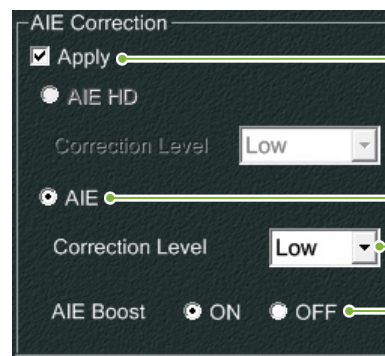 AIE Correction
Apply
AIE HD
Correction Level Low
AIE
Correction Level Low
AIE Boost ON OFF